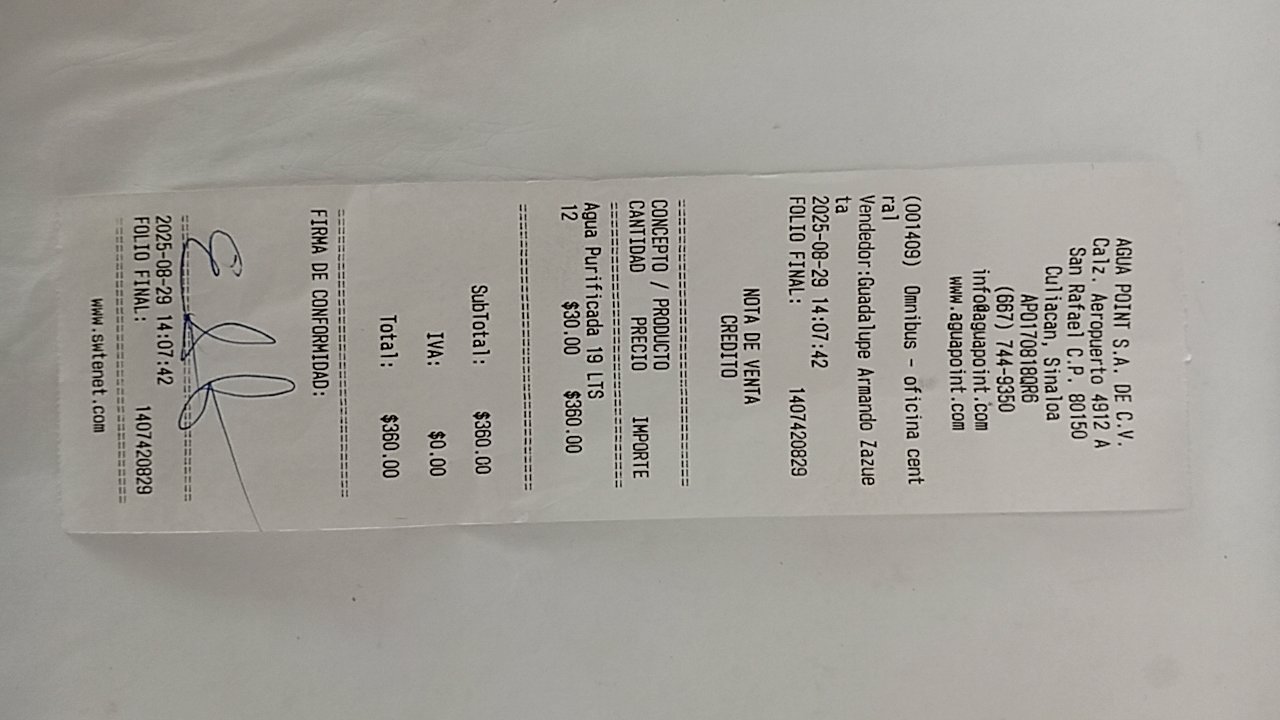 AGUA POINT S.A. DE C.V.
Calz. Aeropuerto 4912 A
San Rafael C.P. 80150
Culiacan, Sinaloa
APO170818QR6
(667) 744-9350
info@aguapoint.com
www.aguapoint.com
(001409) Omnibus - oficina cent
ral
Vendedor:Guadalupe Armando Zazue
ta
2025-08-29 14:07:42
FOLIO FINAL: 1407420829
NOTA DE VENTA
CREDITO
CONCEPTO / PRODUCTO
CANTIDAD PRECIO IMPORTE
Agua Purificada 19 LTS
12 $30.00 $360.00
SubTotal: $360.00
IVA: $0.00
Total: $360.00
FIRMA DE CONFORMIDAD:
2025-08-29 14:07:42
FOLIO FINAL: 1407420829
www.swtenet.com